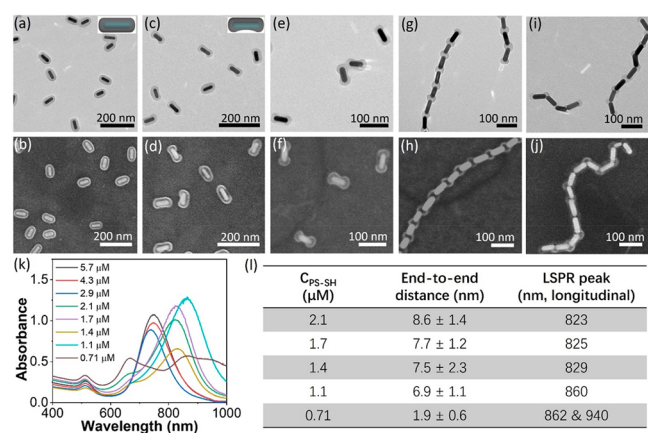 (a)
(c)
(e)
(g)
(i)
200 nm
200 nm
100 nm
100 nm
100 nm
(b)
(d)
(f)
(h)
(j)
200 nm
200 nm
100 nm
100 nm
100 nm
(k)
5.7 μM
4.3 μM
2.9 μM
2.1 μM
1.7 μM
1.4 μM
1.1 μM
0.71 μM
1.5
1.0
0.5
0.0
Absorbance
400
600
800
1000
Wavelength (nm)
(l)
C_PS-SH End-to-end LSPR peak
(μM) distance (nm) (nm, longitudinal)
2.1 8.6 ± 1.4 823
1.7 7.7 ± 1.2 825
1.4 7.5 ± 2.3 829
1.1 6.9 ± 1.1 860
0.71 1.9 ± 0.6 862 & 940